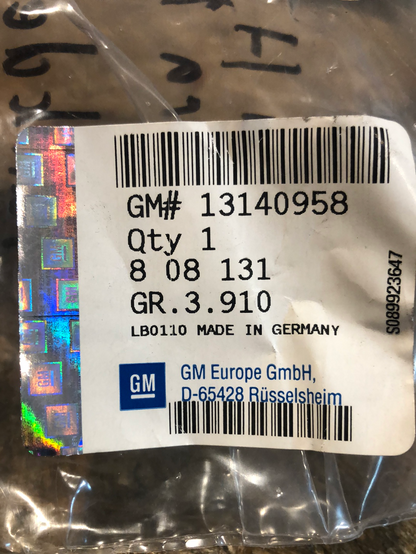 GM# 13140958
Qty 1
8 08 131
GR.3.910
LB0110 MADE IN GERMANY
S089923647
GM
GM Europe GmbH,
D-65428 Rüsselsheim